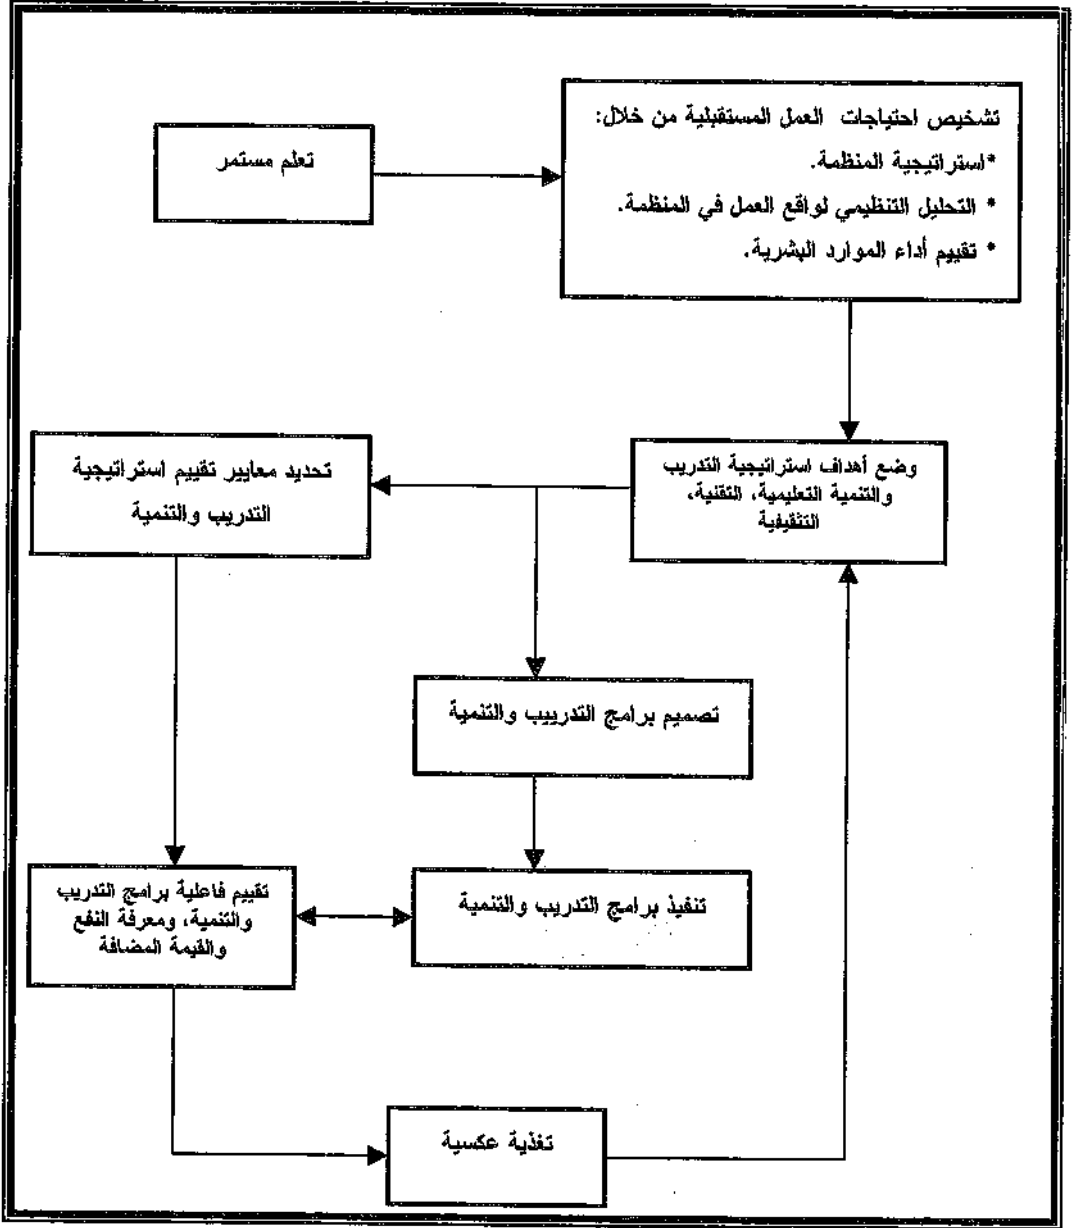 تشخيص احتياجات العمل المستقبلية من خلال:
*استراتيجية المنظمة.
* التحليل التنظيمي لواقع العمل في المنظمة.
* تقييم أداء الموارد البشرية.
تعلم مستمر
وضع أهداف استراتيجية التدريب
والتنمية التعليمية، التقنية،
التثقيفية
تحديد معايير تقييم استراتيجية
التدريب والتنمية
تصميم برامج التدرييب والتنمية
تنفيذ برامج التدريب والتنمية
تقييم فاعلية برامج التدريب
والتنمية، ومعرفة النفع
والقيمة المضافة
تغذية عكسية